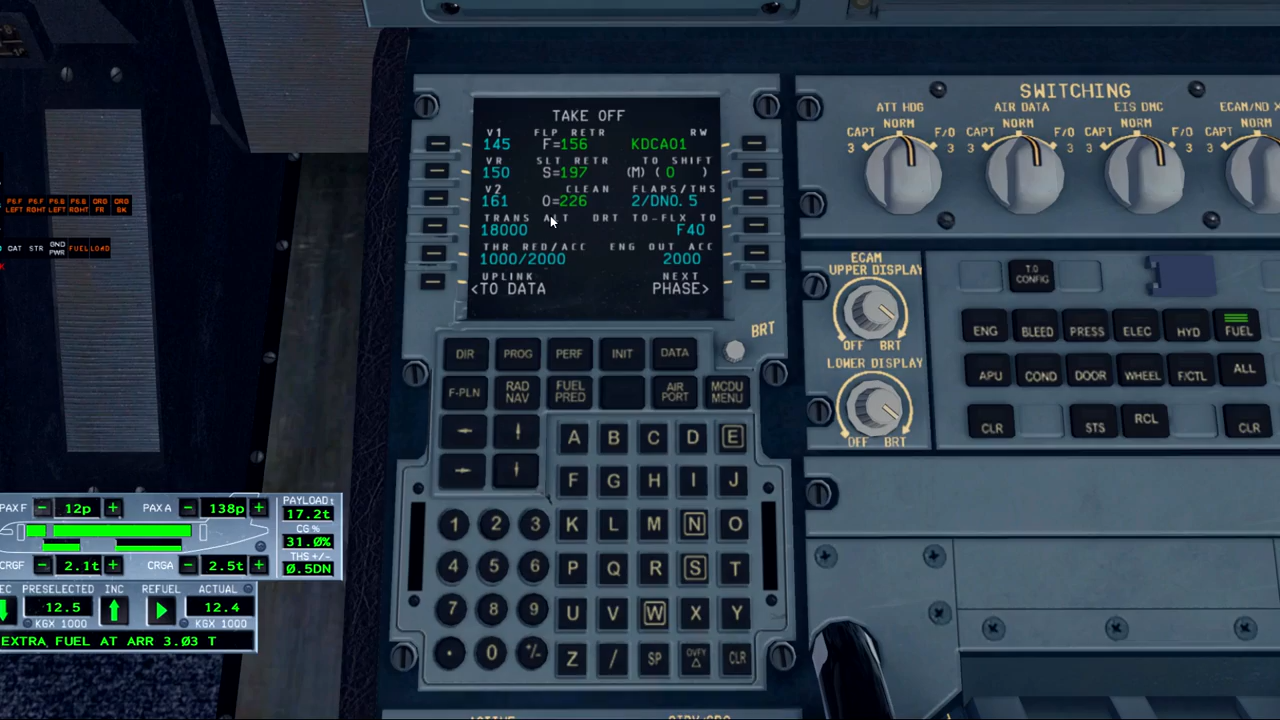 TAKE OFF
V1 FLP RETR RW
145 F=156 KDCA01
VR SLT RETR TO SHIFT
150 S=197 (M) ( 0 )
V2 CLEAN FLAPS/THS
161 O=226 2/DN0.5
TRANS ALT DRT TO-FLX TO
18000 F40
THR RED/ACC ENG OUT ACC
1000/2000 2000
UPLINK NEXT
<TO DATA PHASE>
BRT
DIR PROG PERF INIT DATA
F-PLN RAD NAV FUEL PRED AIR PORT MCDU MENU
A B C D E
F G H I J
1 2 3 K L M N O
4 5 6 P Q R S T
7 8 9 U V W X Y
. 0 +/- Z / SP OVFY Δ CLR
SWITCHING
ATT HDG AIR DATA EIS DMC ECAM/ND X
NORM NORM NORM NORM
CAPT F/O CAPT F/O CAPT F/O CAPT
3 3 3 3 3 3 3
ECAM
UPPER DISPLAY
OFF BRT
LOWER DISPLAY
OFF BRT
T.O CONFIG
ENG BLEED PRESS ELEC HYD FUEL
APU COND DOOR WHEEL F/CTL ALL
CLR STS RCL CLR
CAT STR GND PWR FUEL LOAD
PAX F - 12p + PAX A - 138p +
PAYLOAD t
17.2t
CG %
31.0%
THS +/-
0.5DN
CRGF - 2.1t + CRGA - 2.5t +
PRESELECTED INC REFUEL ACTUAL
12.5 12.4
KGX 1000 KGX 1000
EXTRA FUEL AT ARR 3.03 T